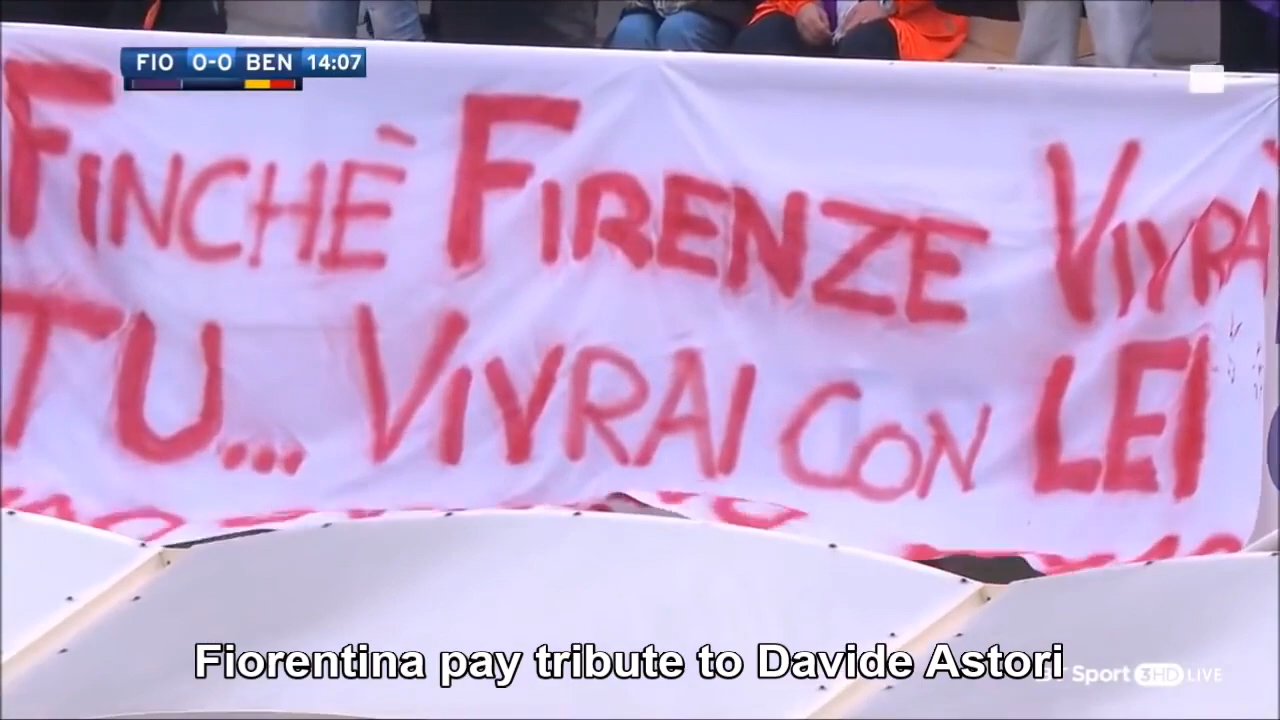 FIO 0-0 BEN 14:07
FINCHÈ FIRENZE VIVRÀ
TU... VIVRAI CON LEI
Fiorentina pay tribute to Davide Astori
Sport 3HD LIVE